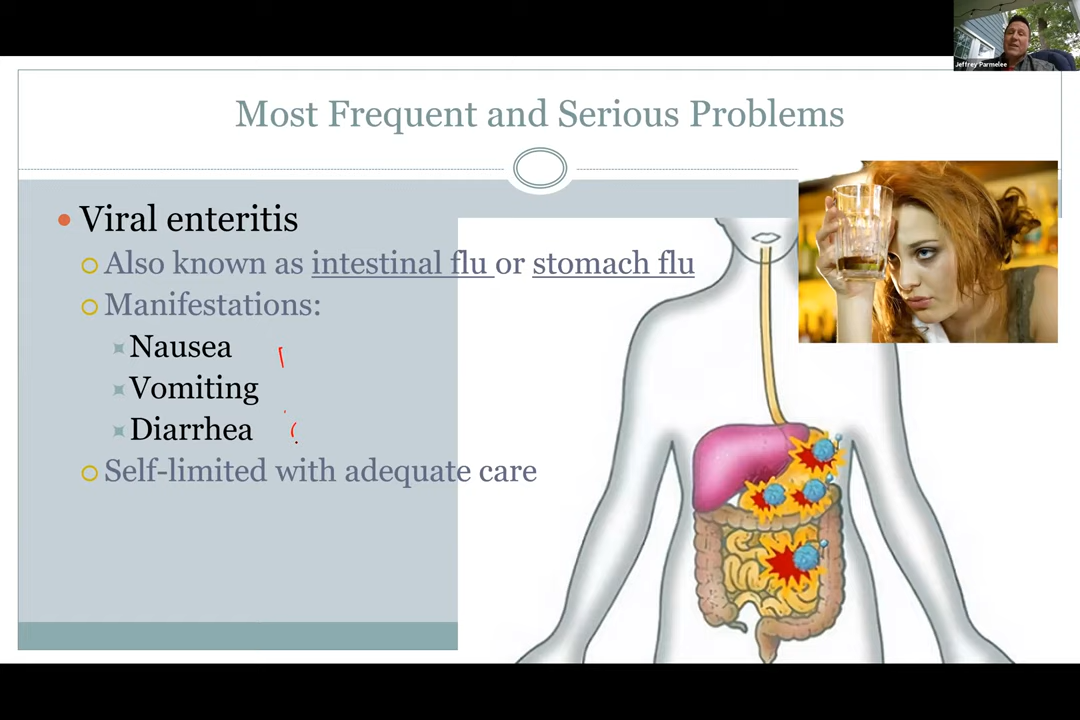 Jeffrey Parmelee
Most Frequent and Serious Problems
Viral enteritis
Also known as intestinal flu or stomach flu
Manifestations:
Nausea
Vomiting
Diarrhea
Self-limited with adequate care